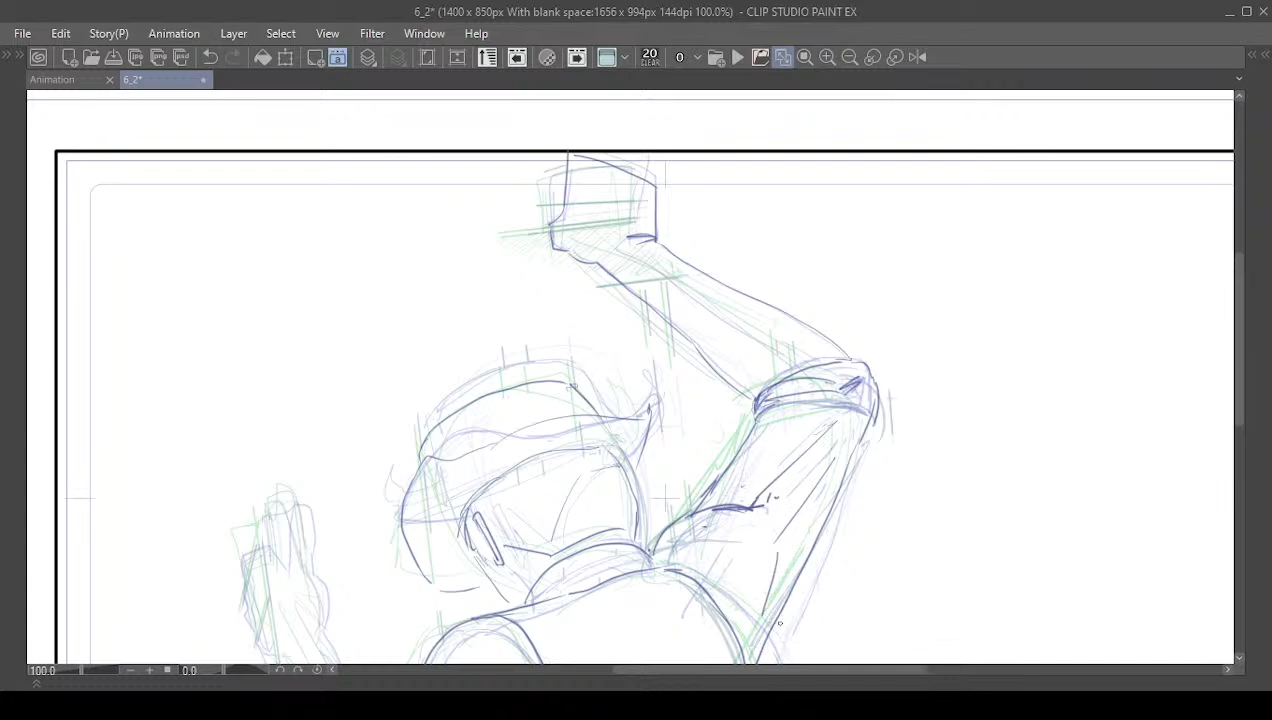 6_2* (1400 x 850px With blank space:1656 x 994px 144dpi 100.0%) - CLIP STUDIO PAINT EX
File Edit Story(P) Animation Layer Select View Filter Window Help
20 CLEAR 0
Animation 6_2*
100.0 0.0